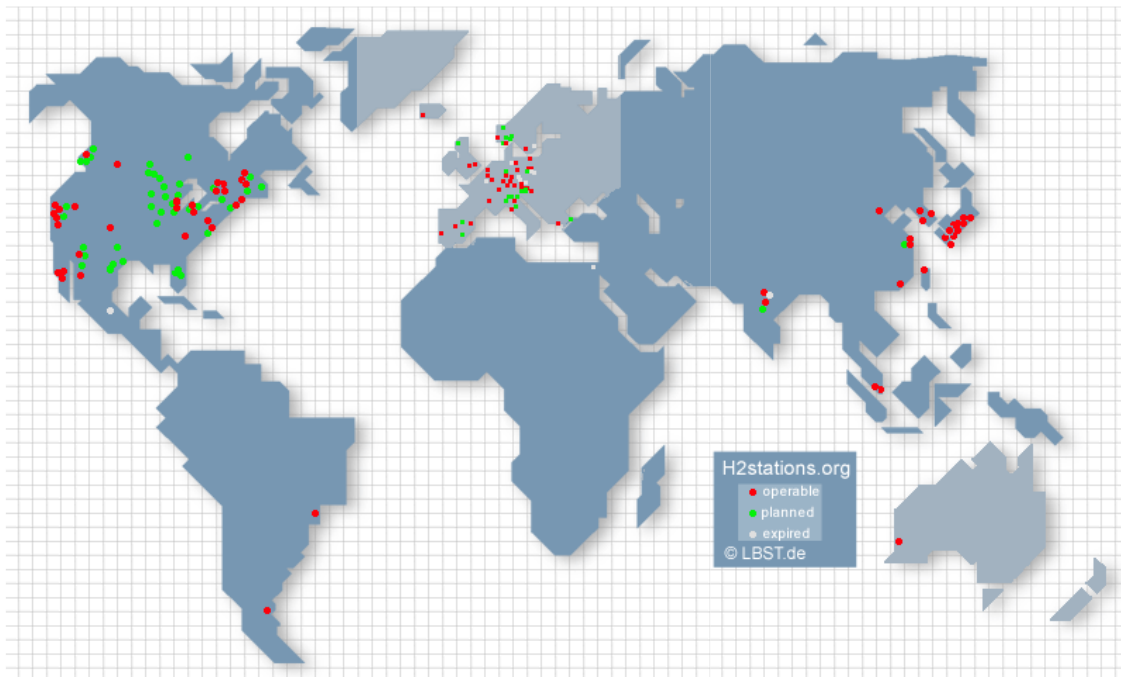 H2stations.org
operable
planned
expired
© LBST.de